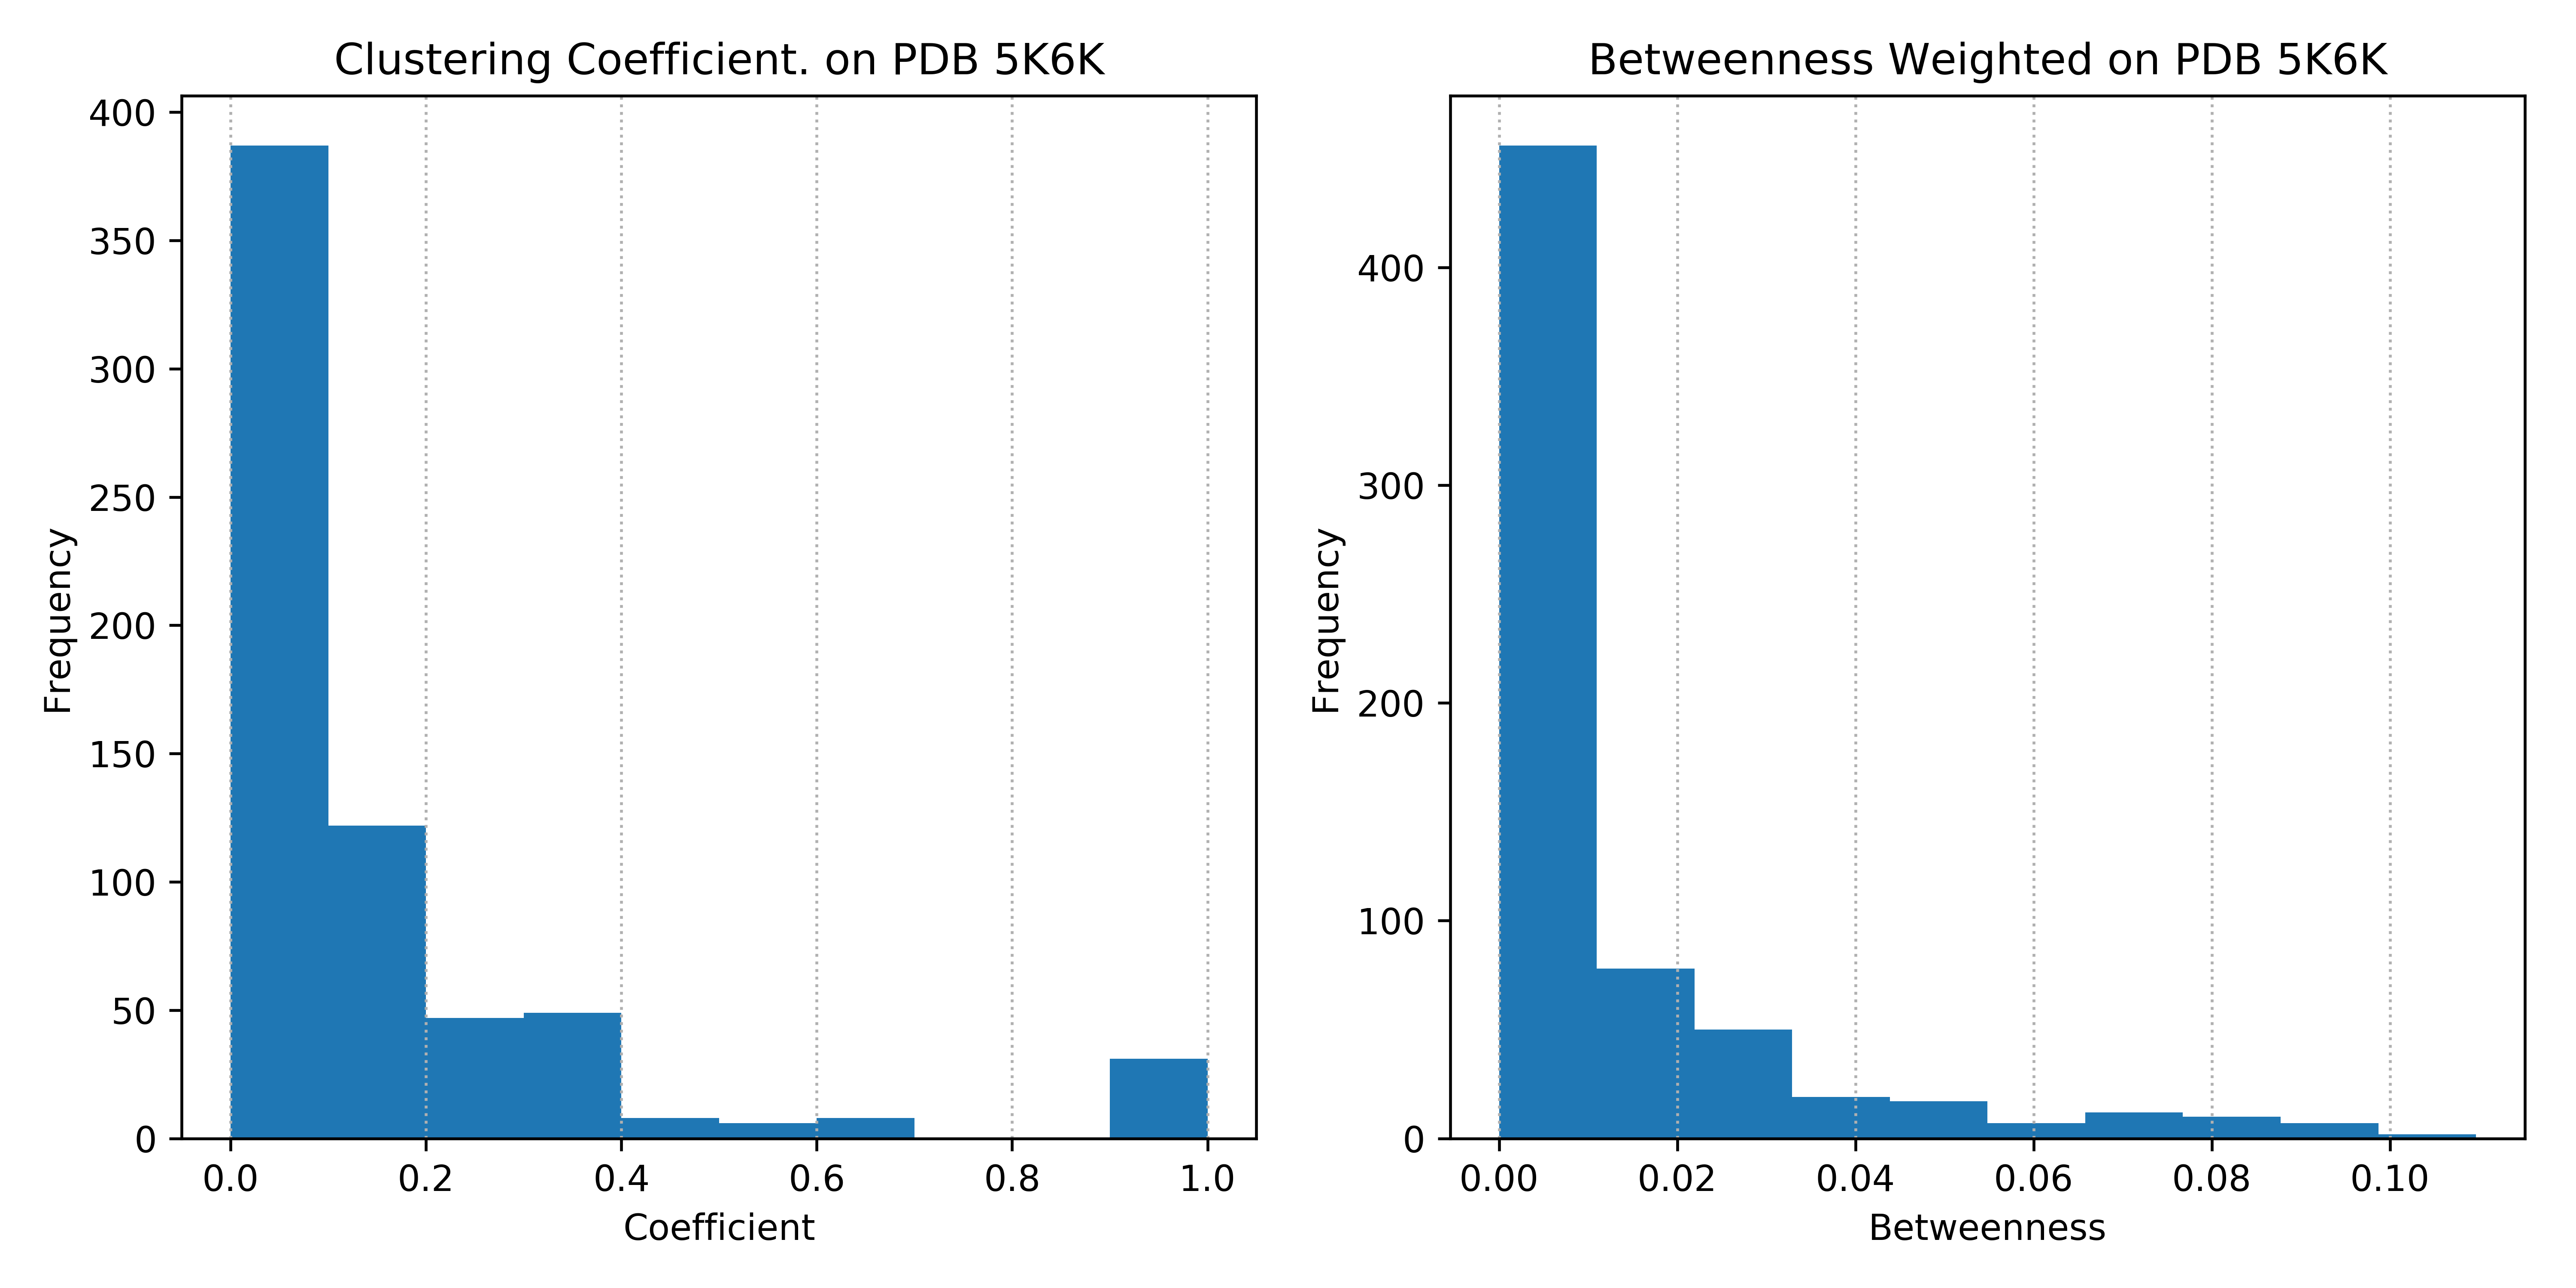 Clustering Coefficient. on PDB 5K6K
400
350
300
250
200
150
100
50
0
Frequency
0.0 0.2 0.4 0.6 0.8 1.0
Coefficient
Betweenness Weighted on PDB 5K6K
400
300
200
100
0
Frequency
0.00 0.02 0.04 0.06 0.08 0.10
Betweenness